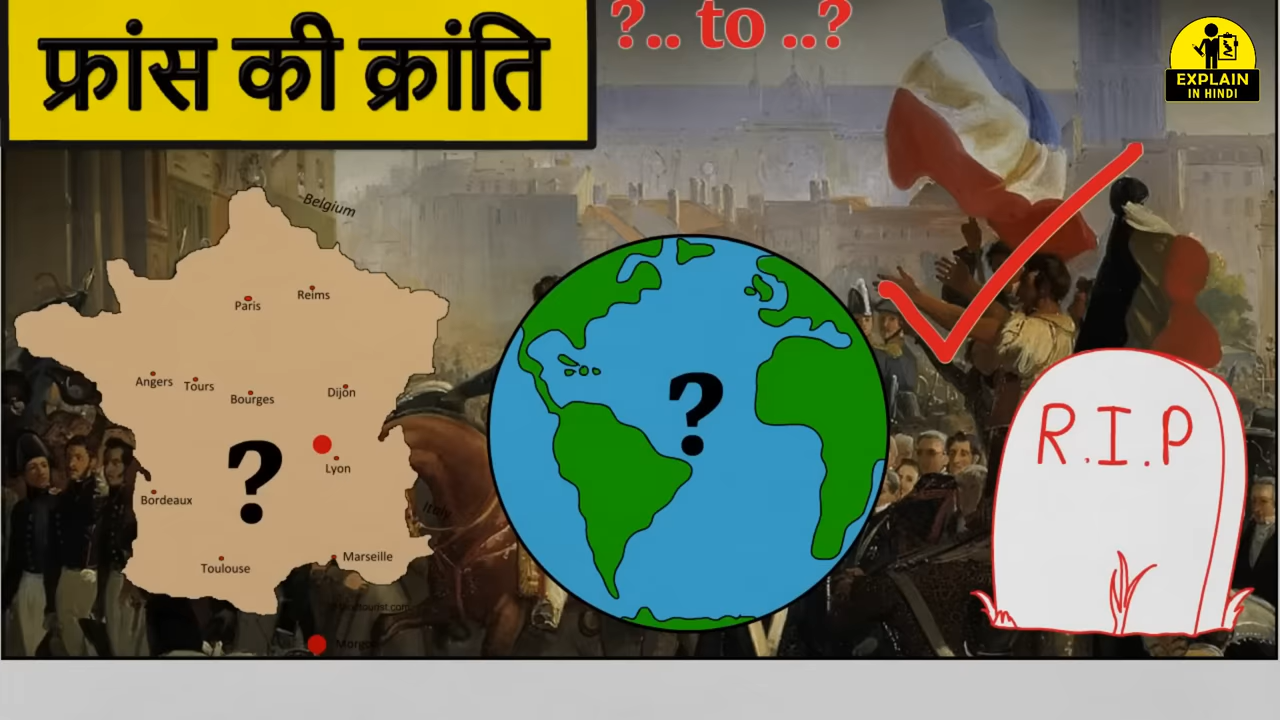 फ्रांस की क्रांति
?.. to ..?
EXPLAIN
IN HINDI
Belgium
Paris
Reims
Angers
Tours
Bourges
Dijon
Lyon
?
?
R.I.P
Bordeaux
Italy
Toulouse
Marseille